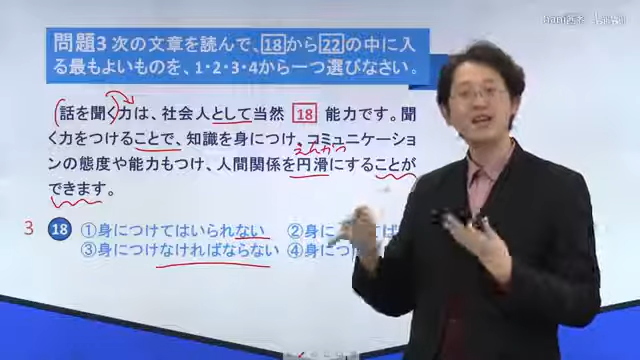 問題3 次の文章を読んで、18から22の中に入
る最もよいものを、1・2・3・4から一つ選びなさい。
話を聞く力は、社会人として当然 18 能力です。聞
く力をつけることで、知識を身につけ、コミュニケーショ
えんかつ
ンの態度や能力もつけ、人間関係を円滑にすることが
できます。
3 18 ①身につけてはいられない ②身に
③身につけなければならない ④身につ